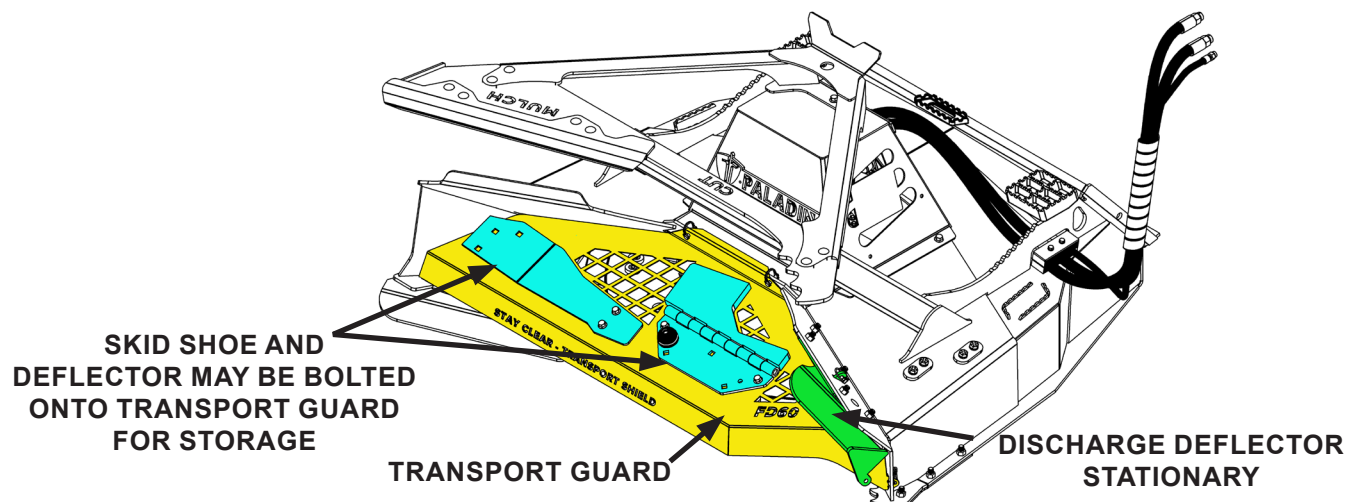 MULCH
CUT
PALADIN
STAY CLEAR - TRANSPORT SHIELD
FD60
SKID SHOE AND
DEFLECTOR MAY BE BOLTED
ONTO TRANSPORT GUARD
FOR STORAGE
TRANSPORT GUARD
DISCHARGE DEFLECTOR
STATIONARY